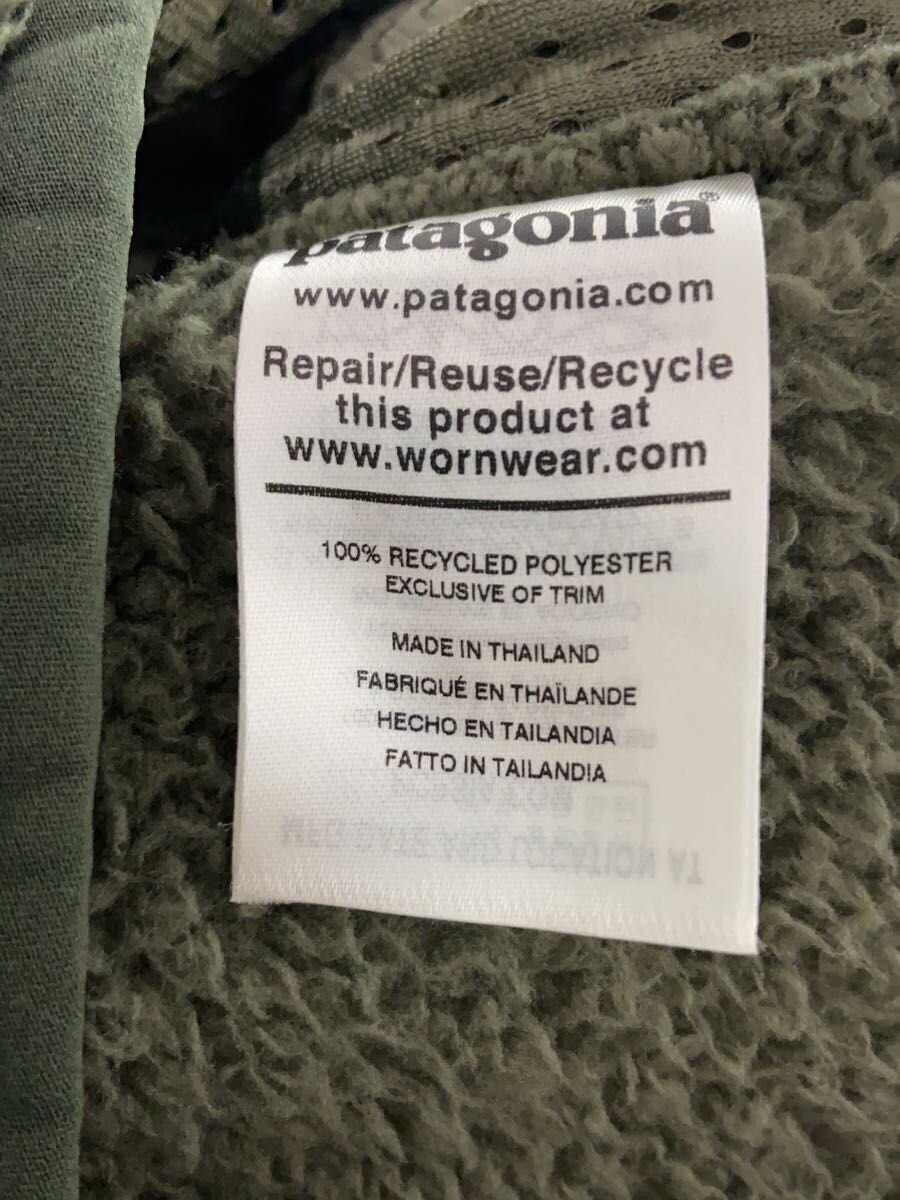 patagonia®
www.patagonia.com
Repair/Reuse/Recycle
this product at
www.wornwear.com
100% RECYCLED POLYESTER
EXCLUSIVE OF TRIM
MADE IN THAILAND
FABRIQUÉ EN THAÏLANDE
HECHO EN TAILANDIA
FATTO IN TAILANDIA